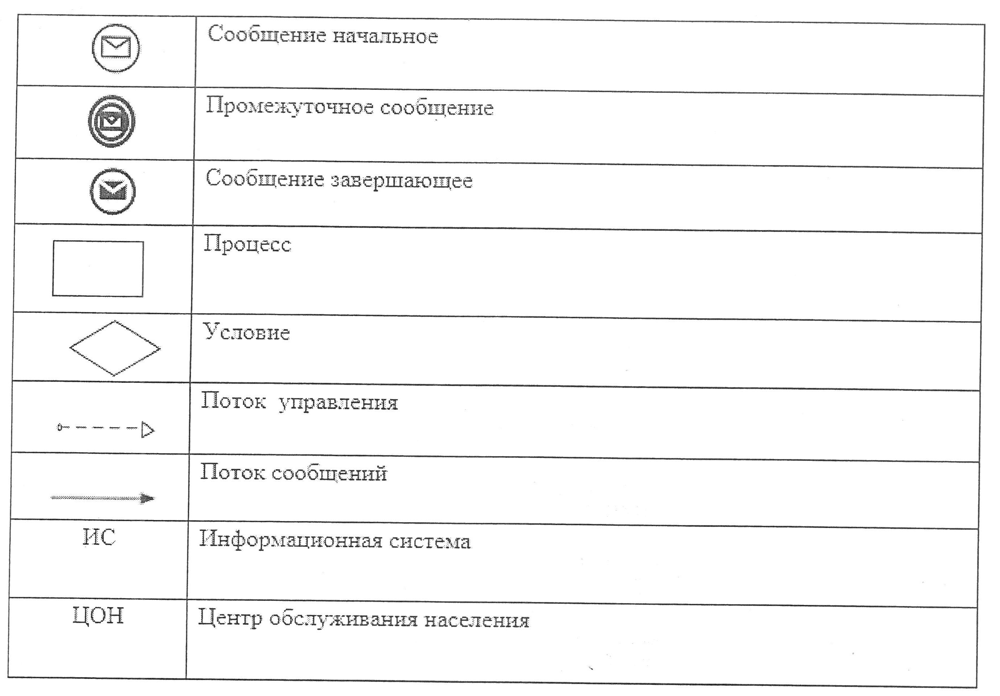 Сообщение начальное
Промежуточное сообщение
Сообщение завершающее
Процесс
Условие
Поток управления
Поток сообщений
ИС Информационная система
ЦОН Центр обслуживания населения